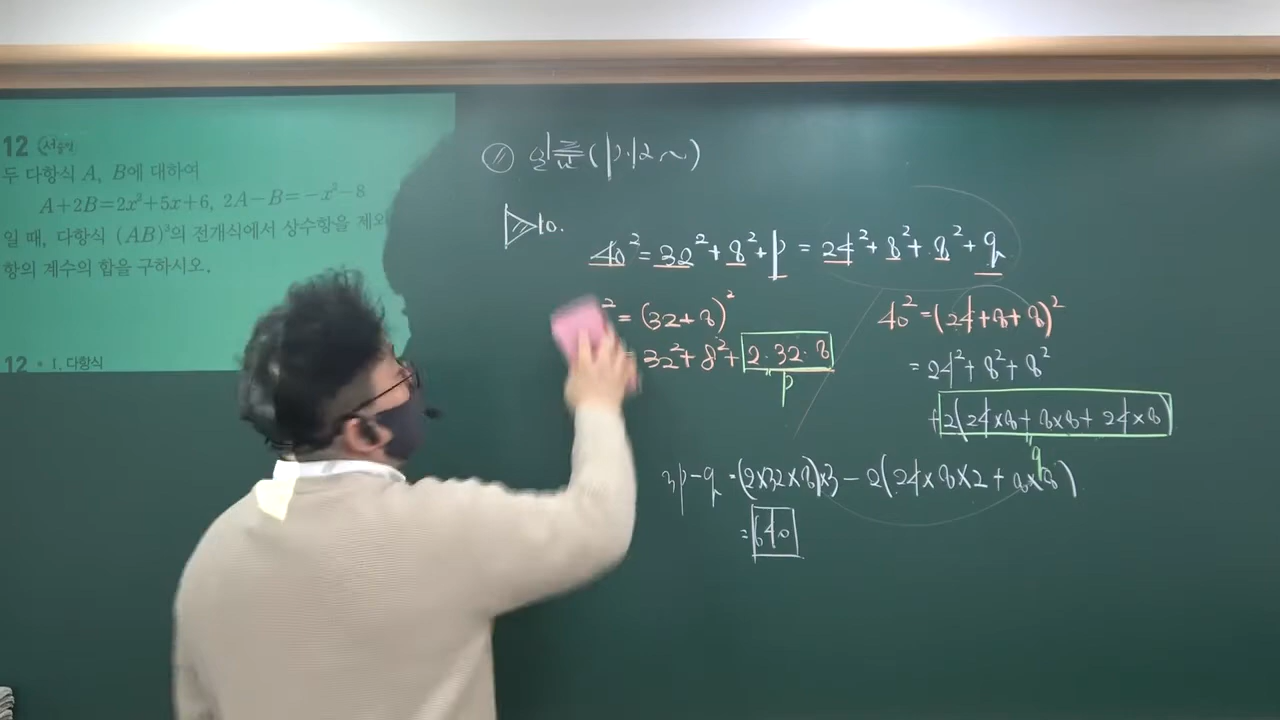 12 서술형
두 다항식 A, B에 대하여
A+2B=2x²+5x+6, 2A−B=−x²−8
일 때, 다항식 (AB)³의 전개식에서 상수항을 제외
항의 계수의 합을 구하시오.
12 • I. 다항식
(p.12~)
10.
40² = 32² + 8² + p = 24² + 8² + 8² + q
² = (32+8)²
= 32² + 8² + 2·32·8
p
40² = (24+8+8)²
= 24² + 8² + 8²
+2(24×8+8×8+24×8)
q
3p−q = (2×32×8)×3 − 2(24×8×2 + 8×8)
= 640